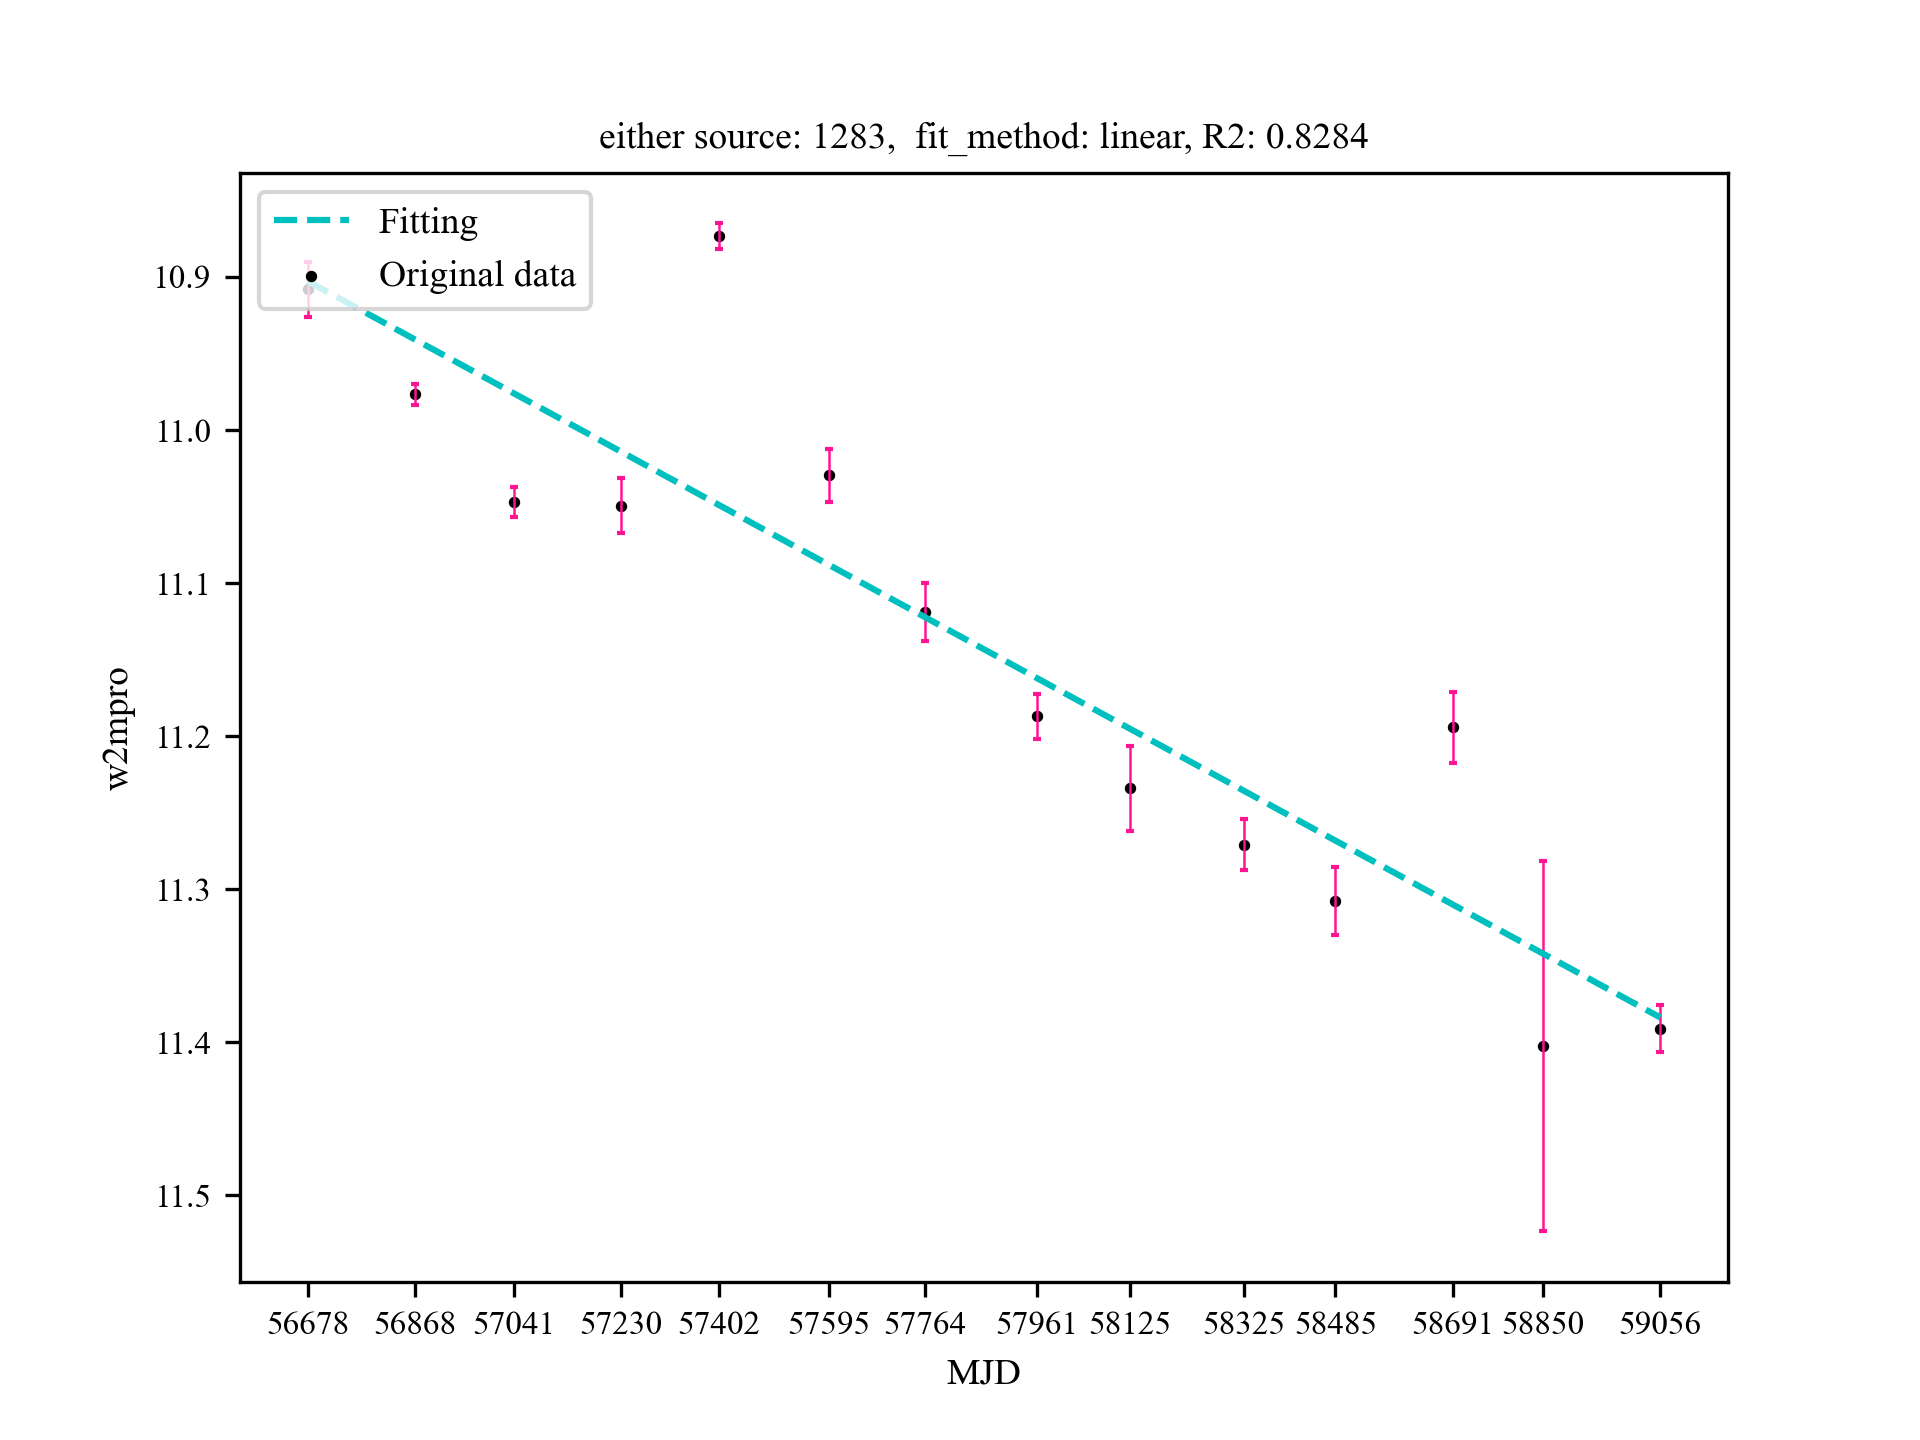 either source: 1283,  fit_method: linear, R2: 0.8284
Fitting
Original data
10.9
11.0
11.1
11.2
11.3
11.4
11.5
w2mpro
56678 56868 57041 57230 57402 57595 57764 57961 58125 58325 58485 58691 58850 59056
MJD